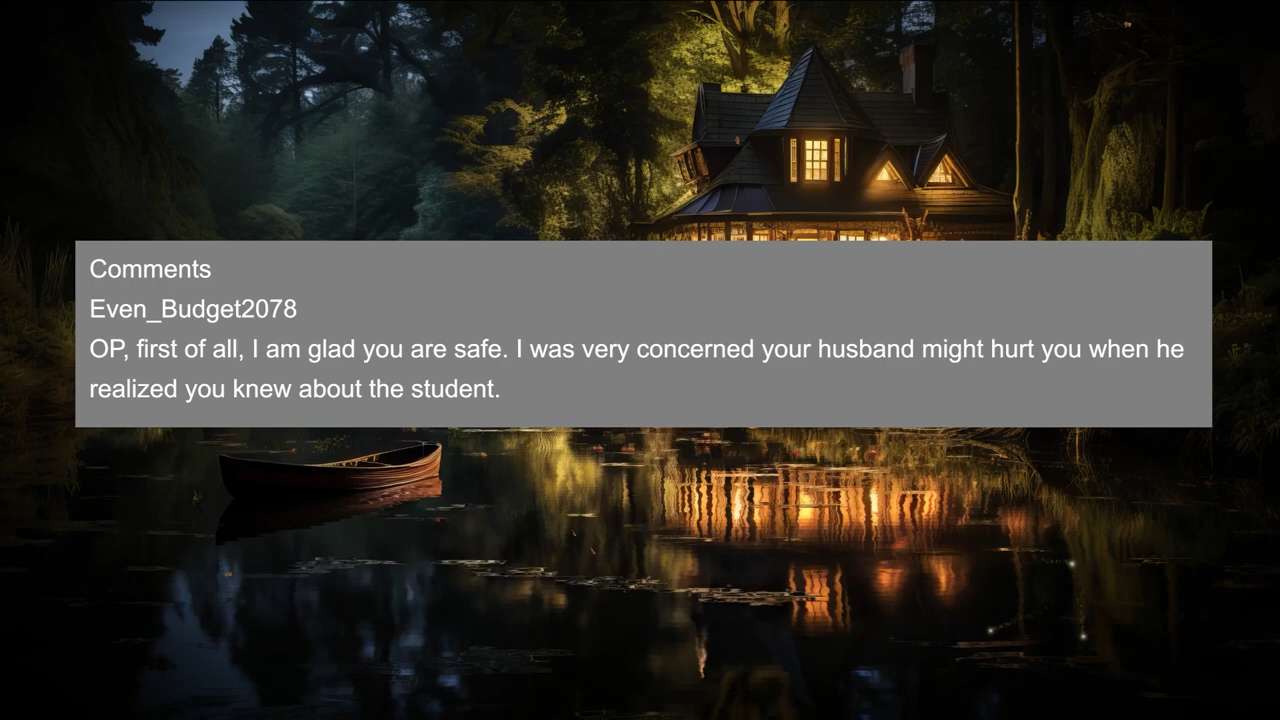 Comments
Even_Budget2078
OP, first of all, I am glad you are safe. I was very concerned your husband might hurt you when he
realized you knew about the student.